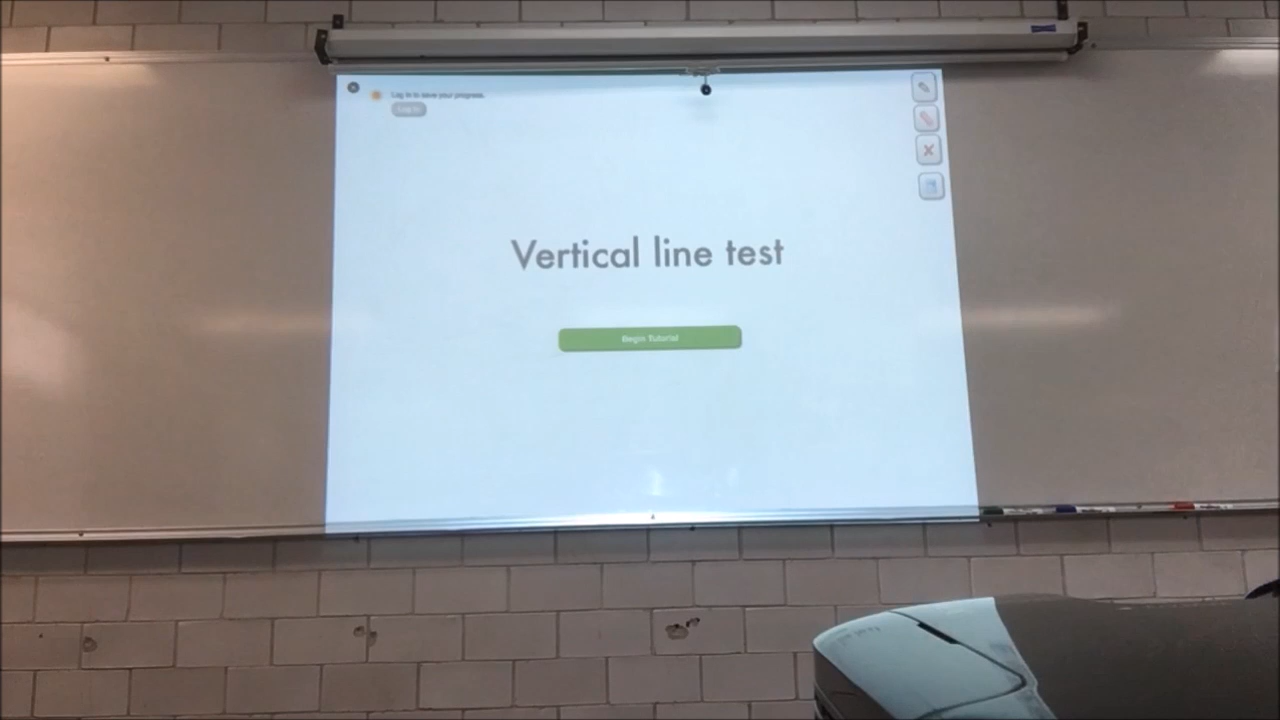 Log in to save your progress.
Log in
Vertical line test
Begin Tutorial